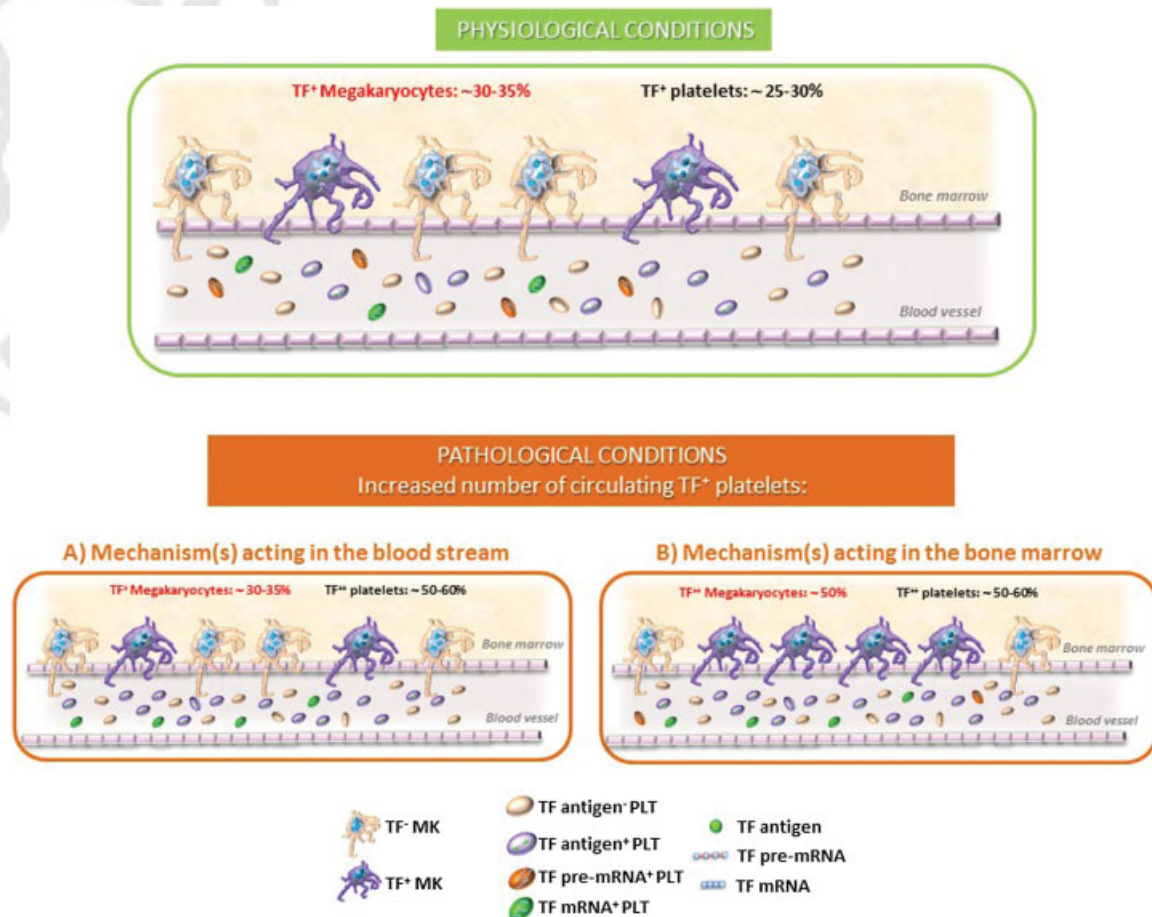 PHYSIOLOGICAL CONDITIONS
TF⁺ Megakaryocytes: ~30-35% TF⁺ platelets: ~25-30%
Bone marrow
Blood vessel
PATHOLOGICAL CONDITIONS
Increased number of circulating TF⁺ platelets:
A) Mechanism(s) acting in the blood stream
TF⁺ Megakaryocytes: ~30-35% TF⁺⁺ platelets: ~50-60%
Bone marrow
Blood vessel
B) Mechanism(s) acting in the bone marrow
TF⁺⁺ Megakaryocytes: ~50% TF⁺⁺ platelets: ~50-60%
Bone marrow
Blood vessel
TF⁻ MK
TF⁺ MK
TF antigen⁻ PLT
TF antigen⁺ PLT
TF pre-mRNA⁺ PLT
TF mRNA⁺ PLT
TF antigen
TF pre-mRNA
TF mRNA